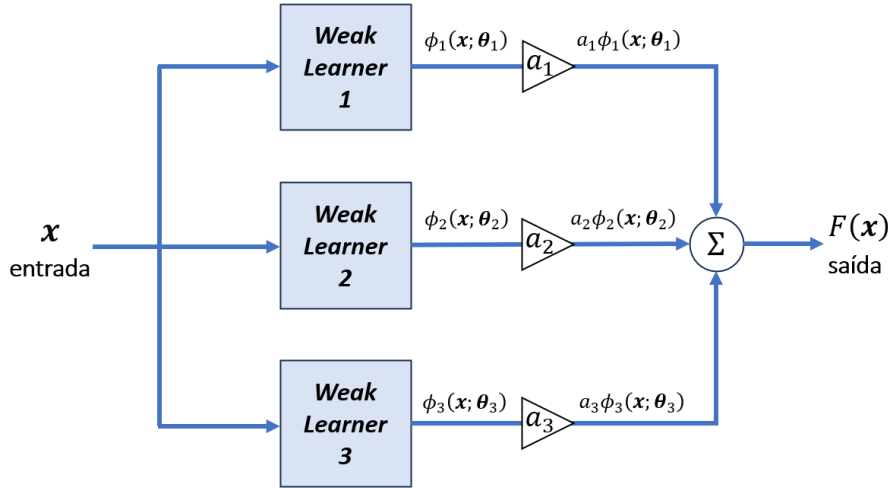 Weak
Learner
1
ϕ₁(x; θ₁)
a₁
a₁ϕ₁(x; θ₁)
x
entrada
Weak
Learner
2
ϕ₂(x; θ₂)
a₂
a₂ϕ₂(x; θ₂)
Σ
F(x)
saída
Weak
Learner
3
ϕ₃(x; θ₃)
a₃
a₃ϕ₃(x; θ₃)